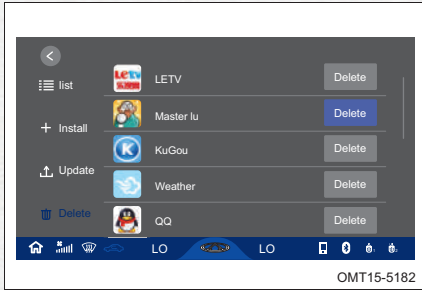 list
Install
Update
Delete
LETV Delete
Master lu Delete
KuGou Delete
Weather Delete
QQ Delete
LO LO
OMT15-5182